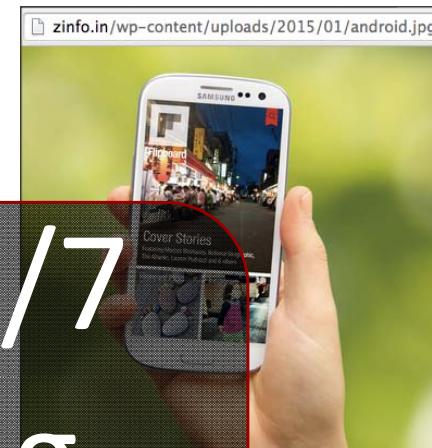 zinfo.in/wp-content/uploads/2015/01/android.jpg
SAMSUNG
Flipboard
Cover Stories
/7
g